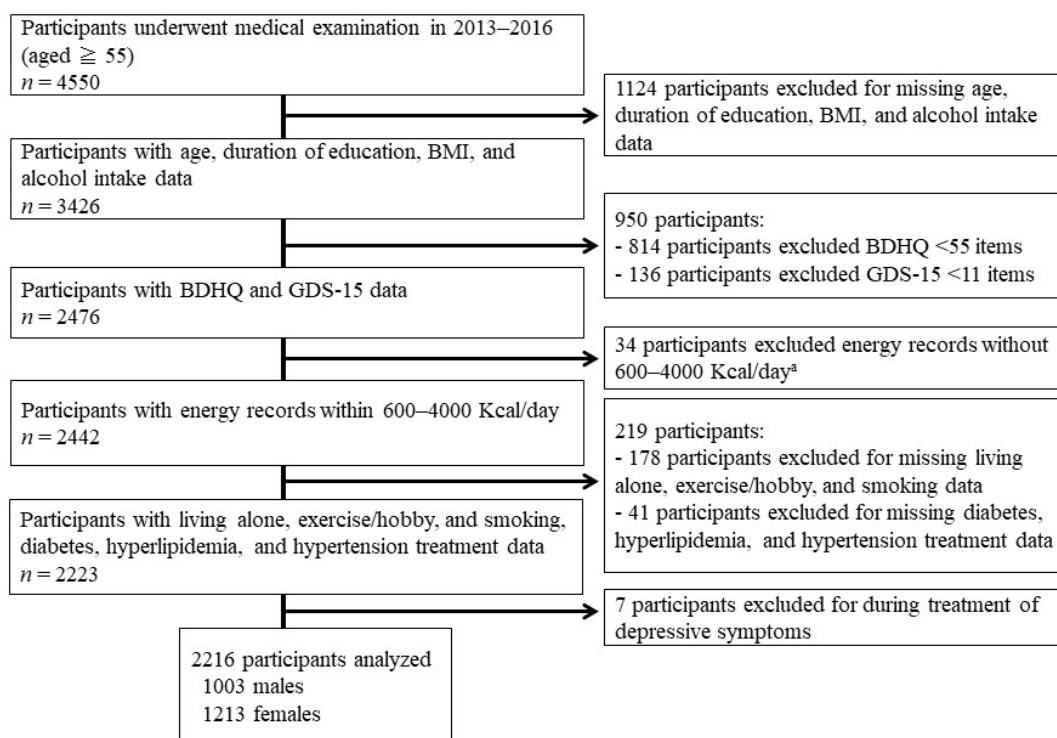 Participants underwent medical examination in 2013–2016
(aged ≧ 55)
n = 4550
1124 participants excluded for missing age,
duration of education, BMI, and alcohol intake
data
Participants with age, duration of education, BMI, and
alcohol intake data
n = 3426
950 participants:
- 814 participants excluded BDHQ <55 items
- 136 participants excluded GDS-15 <11 items
Participants with BDHQ and GDS-15 data
n = 2476
34 participants excluded energy records without
600–4000 Kcal/dayᵃ
Participants with energy records within 600–4000 Kcal/day
n = 2442
219 participants:
- 178 participants excluded for missing living
alone, exercise/hobby, and smoking data
- 41 participants excluded for missing diabetes,
hyperlipidemia, and hypertension treatment data
Participants with living alone, exercise/hobby, and smoking,
diabetes, hyperlipidemia, and hypertension treatment data
n = 2223
7 participants excluded for during treatment of
depressive symptoms
2216 participants analyzed
1003 males
1213 females